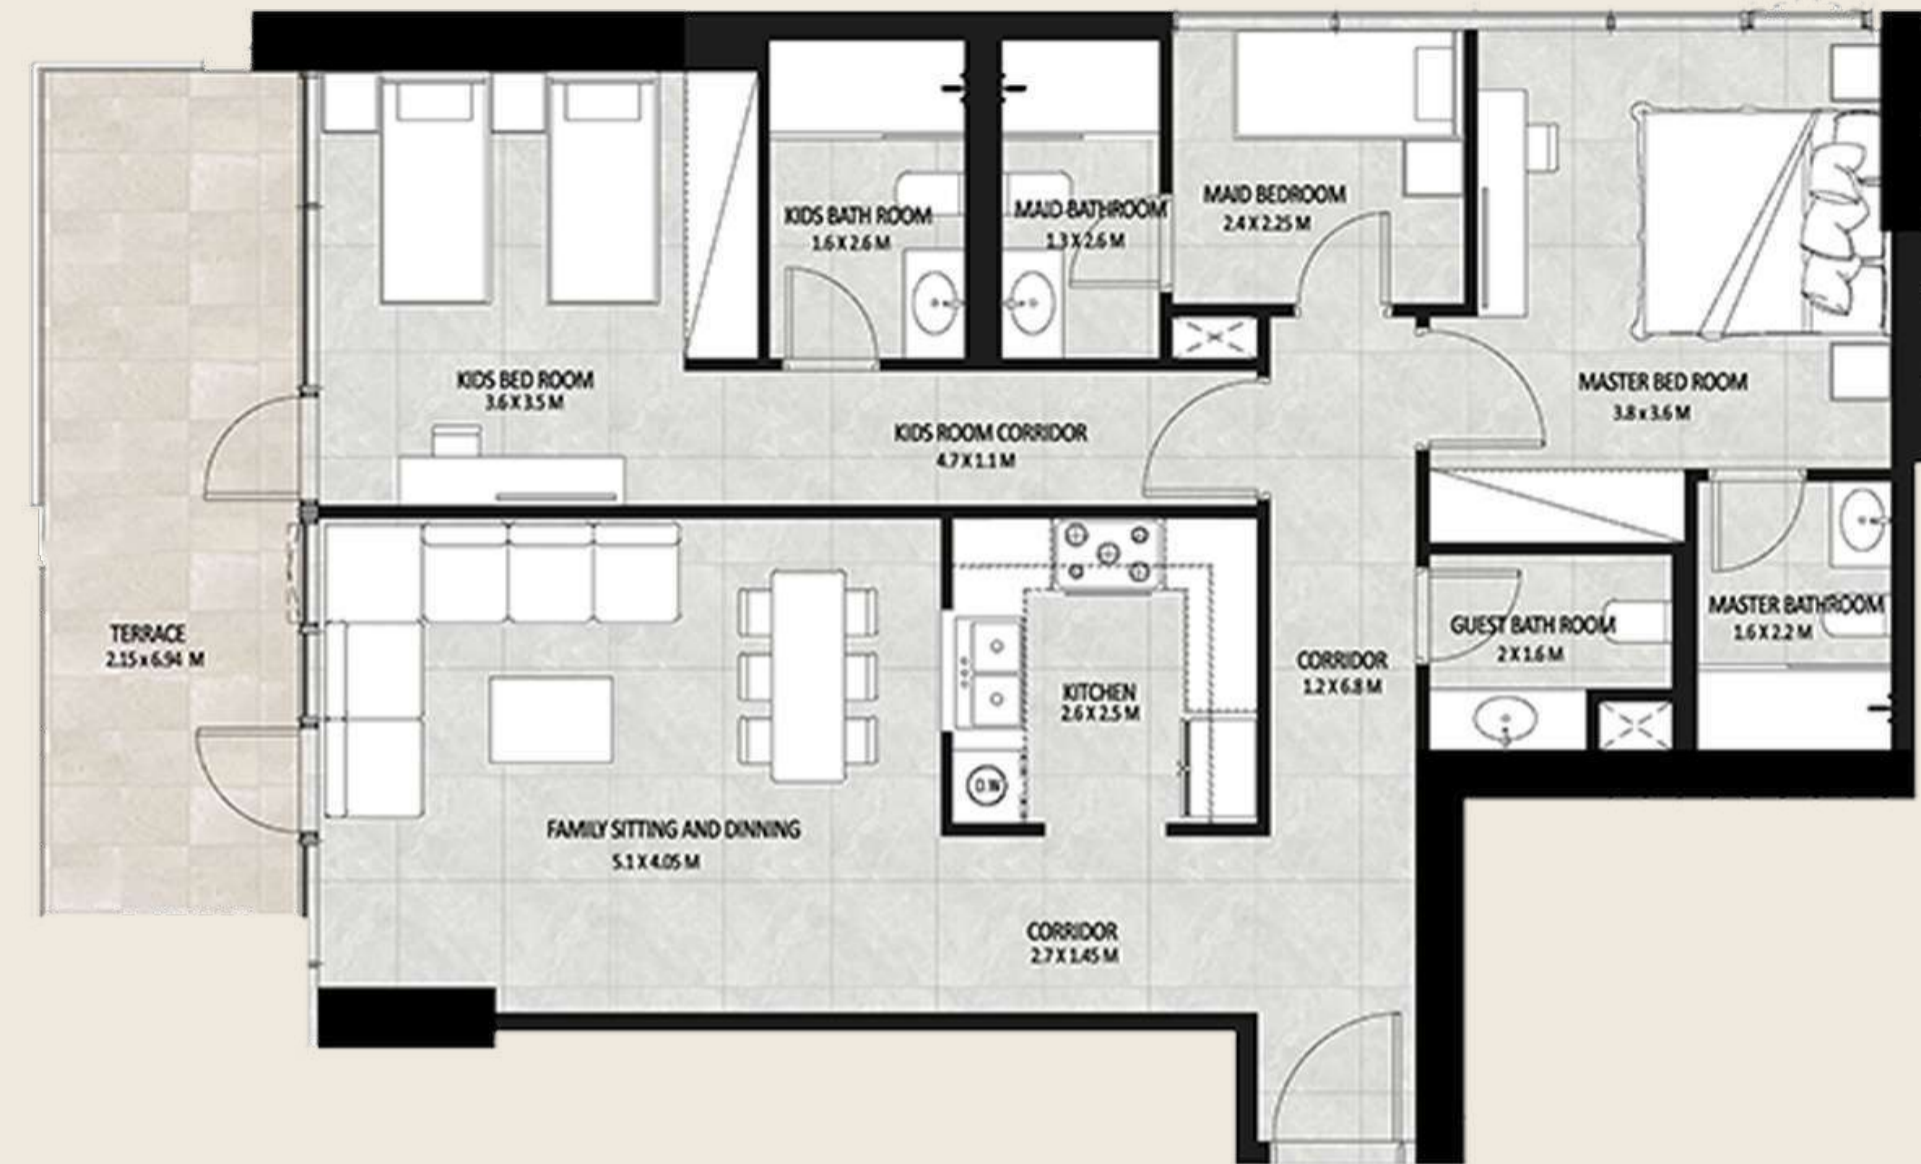 KIDS BATH ROOM
1.6 X 2.6 M
MAID BATHROOM
1.3 X 2.6 M
MAID BEDROOM
2.4 X 2.25 M
KIDS BED ROOM
3.6 X 3.5 M
MASTER BED ROOM
3.8 x 3.6 M
KIDS ROOM CORRIDOR
4.7 X 1.1 M
TERRACE
2.15 x 6.94 M
KITCHEN
2.6 X 2.5 M
CORRIDOR
1.2 X 6.8 M
GUEST BATH ROOM
2 X 1.6 M
MASTER BATHROOM
1.6 X 2.2 M
FAMILY SITTING AND DINNING
5.1 X 4.05 M
CORRIDOR
2.7 X 1.45 M